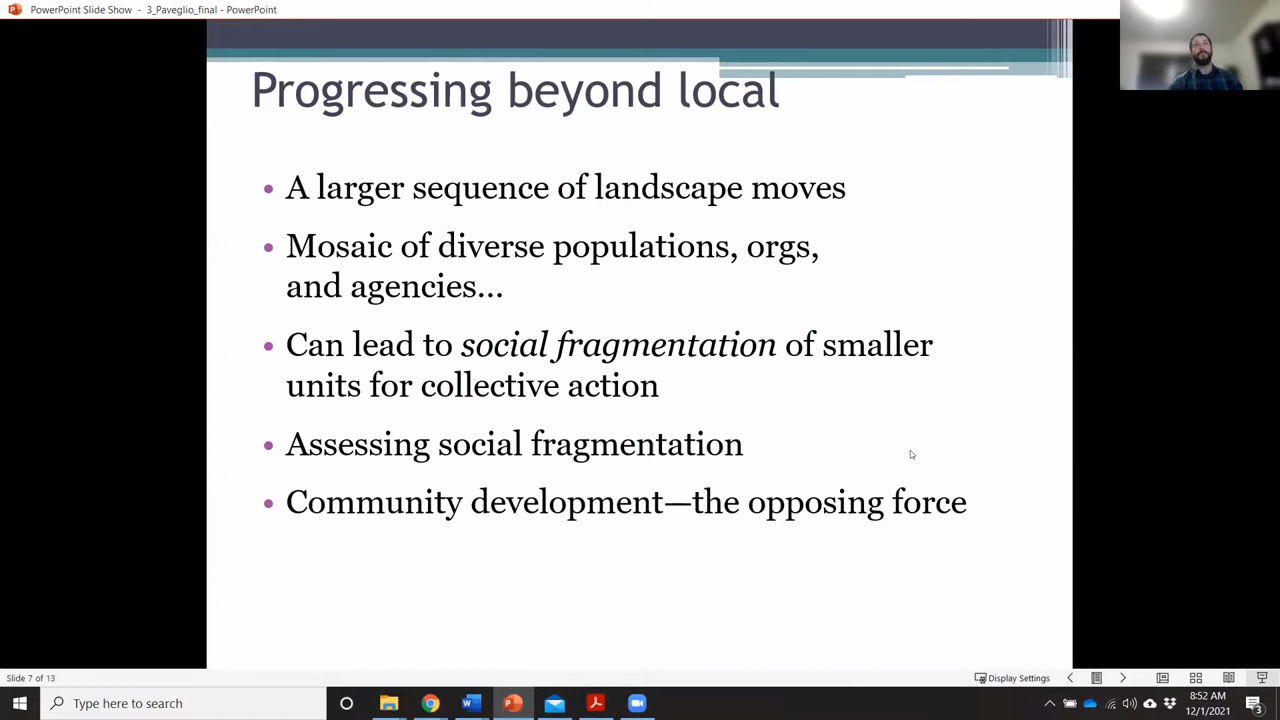 PowerPoint Slide Show - 3_Paveglio_final - PowerPoint
Progressing beyond local
• A larger sequence of landscape moves
• Mosaic of diverse populations, orgs,
and agencies...
• Can lead to social fragmentation of smaller
units for collective action
• Assessing social fragmentation
• Community development—the opposing force
Slide 7 of 13
Display Settings
Type here to search
8:52 AM
12/1/2021
3